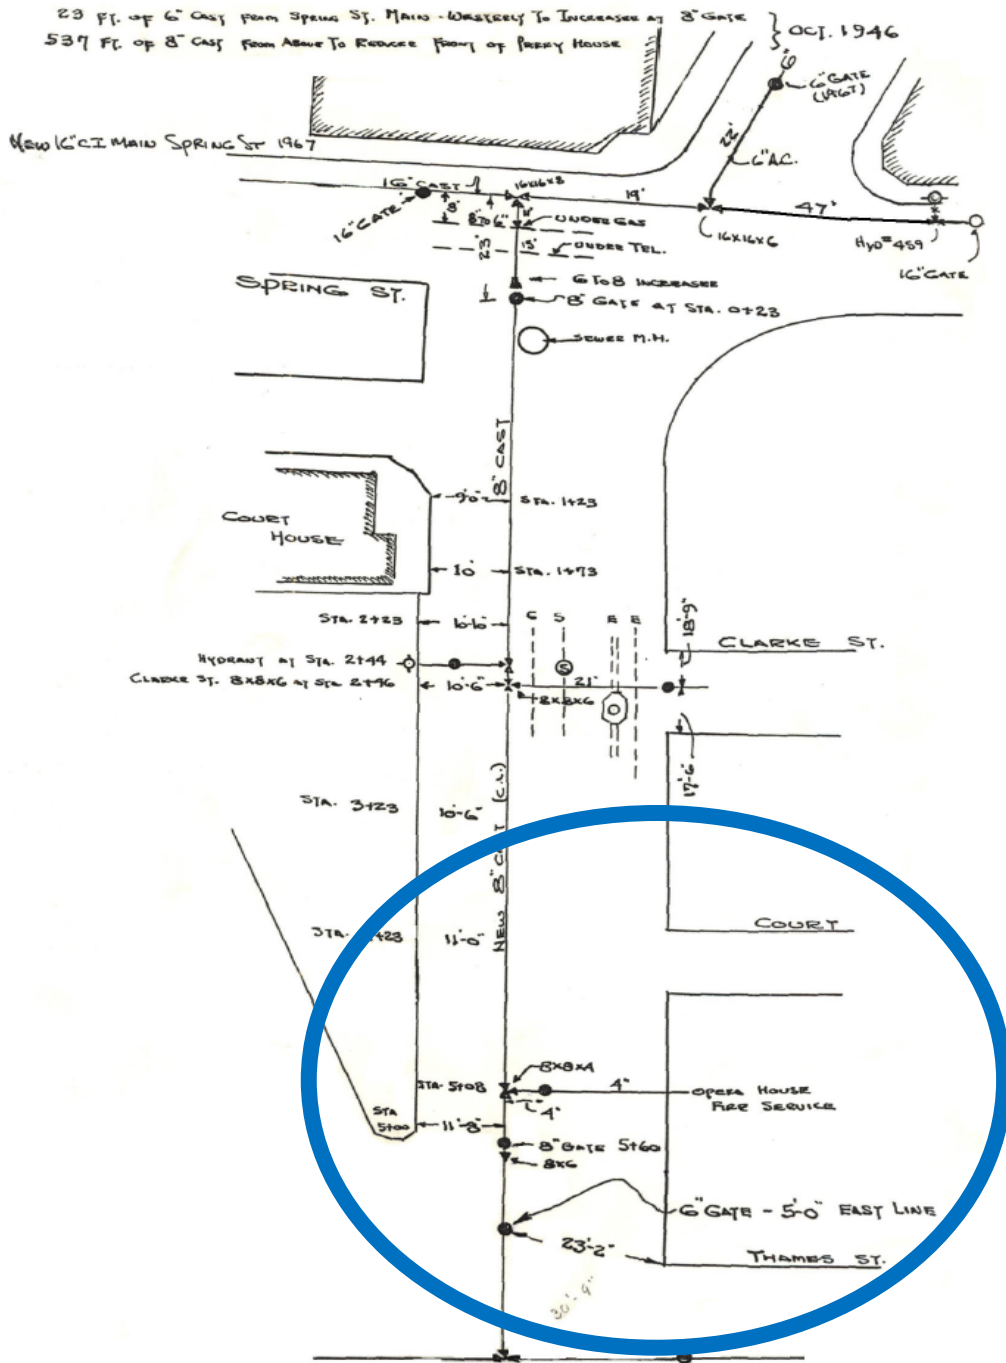 23 FT. OF 6" CAST FROM SPRING ST. MAIN - WESTERLY TO INCREASER AT 8" GATE
537 FT. OF 8" CAST FROM ABOVE TO REDUCER FRONT OF PERRY HOUSE
OCT. 1946
6"
6" GATE
(1967)
NEW 16" CI MAIN SPRING ST 1967
22'
6" A.C.
16" CAST
16X16X8
19'
47'
16" GATE
8'
8 TO 6"
UNDER GAS
16X16X6
HYD# 459
16" GATE
23'
15'
UNDER TEL.
SPRING ST.
6 TO 8 INCREASER
8" GATE AT STA. 0+23
SEWER M.H.
8" CAST
9'-0"
STA. 1+23
COURT
HOUSE
10'
STA. 1+73
STA. 2+23
10'-10"
G S E E
18'-9"
CLARKE ST.
HYDRANT AT STA. 2+44
S
CLARKE ST. 8X8X6 AT STA 2+46
10'-6"
21'
8X8X6
17'-6"
STA. 3+23
10'-6"
NEW 8" CAST (C.I.)
COURT
STA. +23
11'-0"
8X8X4
STA. 5+08
4"
OPERA HOUSE
FIRE SERVICE
4'
STA
5+00
11'-8"
8" GATE 5+60
8X6
6" GATE - 5'-0" EAST LINE
23'-2"
THAMES ST.
30'-9"